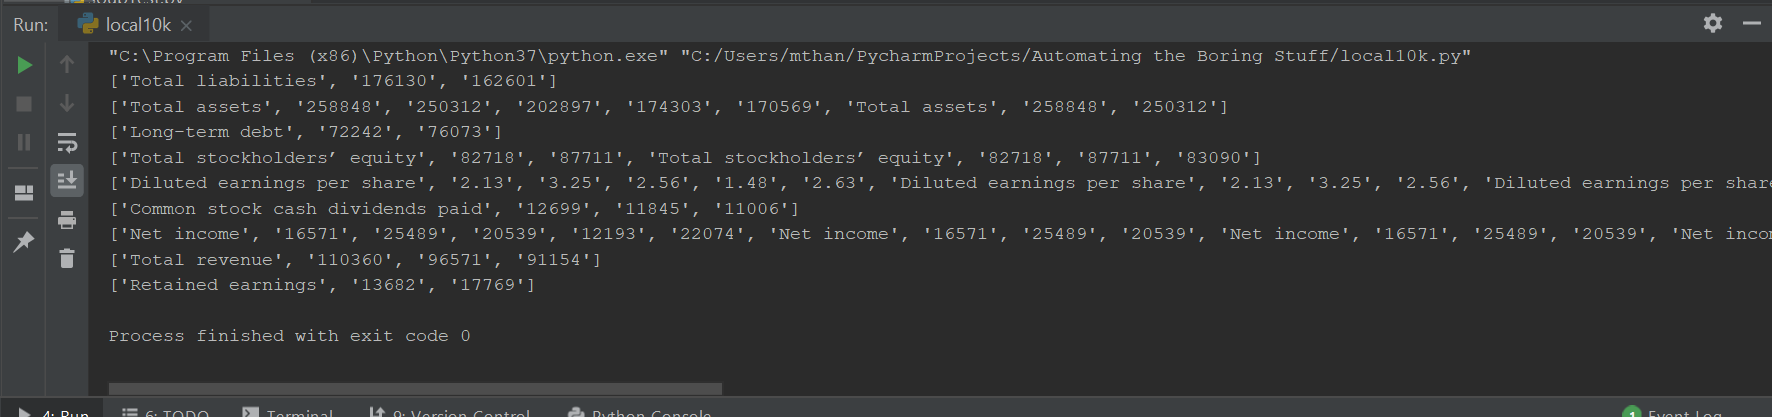 Run: local10k
"C:\Program Files (x86)\Python\Python37\python.exe" "C:/Users/mthan/PycharmProjects/Automating the Boring Stuff/local10k.py"
['Total liabilities', '176130', '162601']
['Total assets', '258848', '250312', '202897', '174303', '170569', 'Total assets', '258848', '250312']
['Long-term debt', '72242', '76073']
['Total stockholders’ equity', '82718', '87711', 'Total stockholders’ equity', '82718', '87711', '83090']
['Diluted earnings per share', '2.13', '3.25', '2.56', '1.48', '2.63', 'Diluted earnings per share', '2.13', '3.25', '2.56', 'Diluted earnings per share
['Common stock cash dividends paid', '12699', '11845', '11006']
['Net income', '16571', '25489', '20539', '12193', '22074', 'Net income', '16571', '25489', '20539', 'Net income', '16571', '25489', '20539', 'Net incom
['Total revenue', '110360', '96571', '91154']
['Retained earnings', '13682', '17769']
Process finished with exit code 0
4: Run 6: TODO Terminal 9: Version Control Python Console 1 Event Log